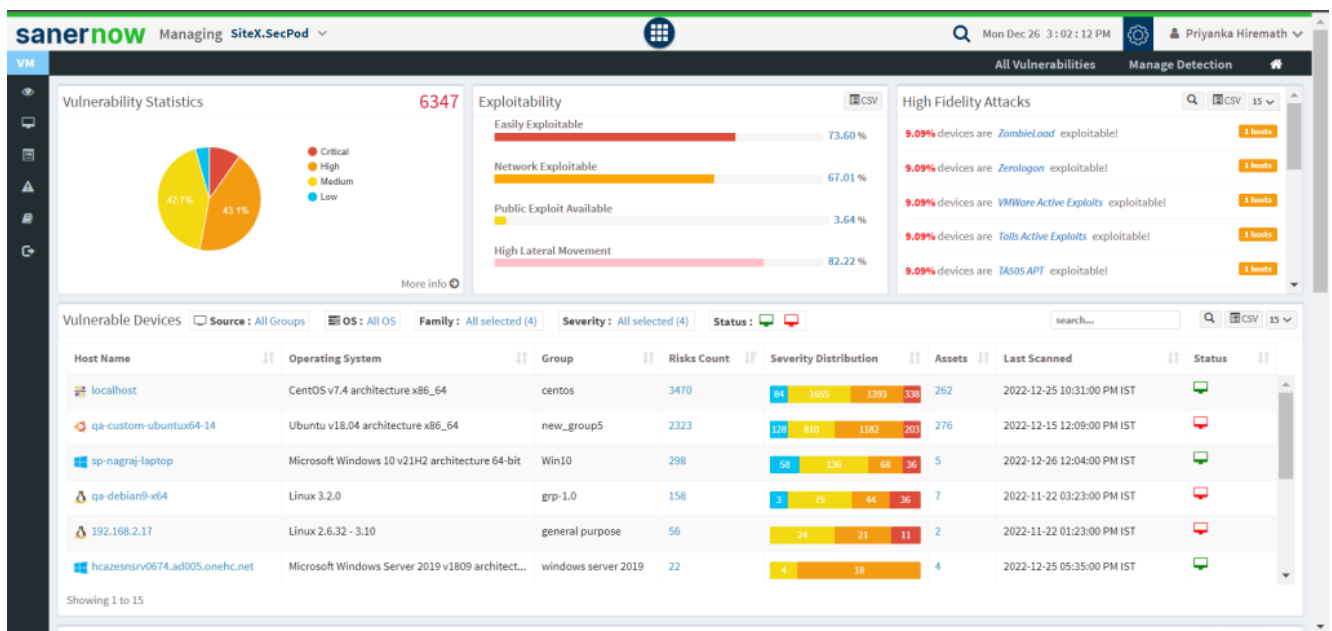 sanernow Managing SiteX.SecPod Mon Dec 26 3:02:12 PM Priyanka Hiremath
VM All Vulnerabilities Manage Detection
Vulnerability Statistics 6347
Critical
High
Medium
Low
42.7%
43.1%
More info
Exploitability CSV
Easily Exploitable
73.60 %
Network Exploitable
67.01 %
Public Exploit Available
3.64 %
High Lateral Movement
82.22 %
High Fidelity Attacks CSV 15
9.09% devices are ZombieLoad exploitable! 1 hosts
9.09% devices are Zerologon exploitable! 1 hosts
9.09% devices are VMWare Active Exploits exploitable! 1 hosts
9.09% devices are Tolls Active Exploits exploitable! 1 hosts
9.09% devices are TA505 APT exploitable! 1 hosts
Vulnerable Devices Source : All Groups OS : All OS Family : All selected (4) Severity : All selected (4) Status : search... CSV 15
Host Name Operating System Group Risks Count Severity Distribution Assets Last Scanned Status
localhost CentOS v7.4 architecture x86_64 centos 3470 84 1655 1393 338 262 2022-12-25 10:31:00 PM IST
qa-custom-ubuntux64-14 Ubuntu v18.04 architecture x86_64 new_group5 2323 128 810 1182 203 276 2022-12-15 12:09:00 PM IST
sp-nagraj-laptop Microsoft Windows 10 v21H2 architecture 64-bit Win10 298 58 136 68 36 5 2022-12-26 12:04:00 PM IST
qa-debian9-x64 Linux 3.2.0 grp-1.0 158 3 75 44 36 7 2022-11-22 03:23:00 PM IST
192.168.2.17 Linux 2.6.32 - 3.10 general purpose 56 24 21 11 2 2022-11-22 01:23:00 PM IST
hcazesnsrv0674.ad005.onehc.net Microsoft Windows Server 2019 v1809 architect... windows server 2019 22 4 18 4 2022-12-25 05:35:00 PM IST
Showing 1 to 15